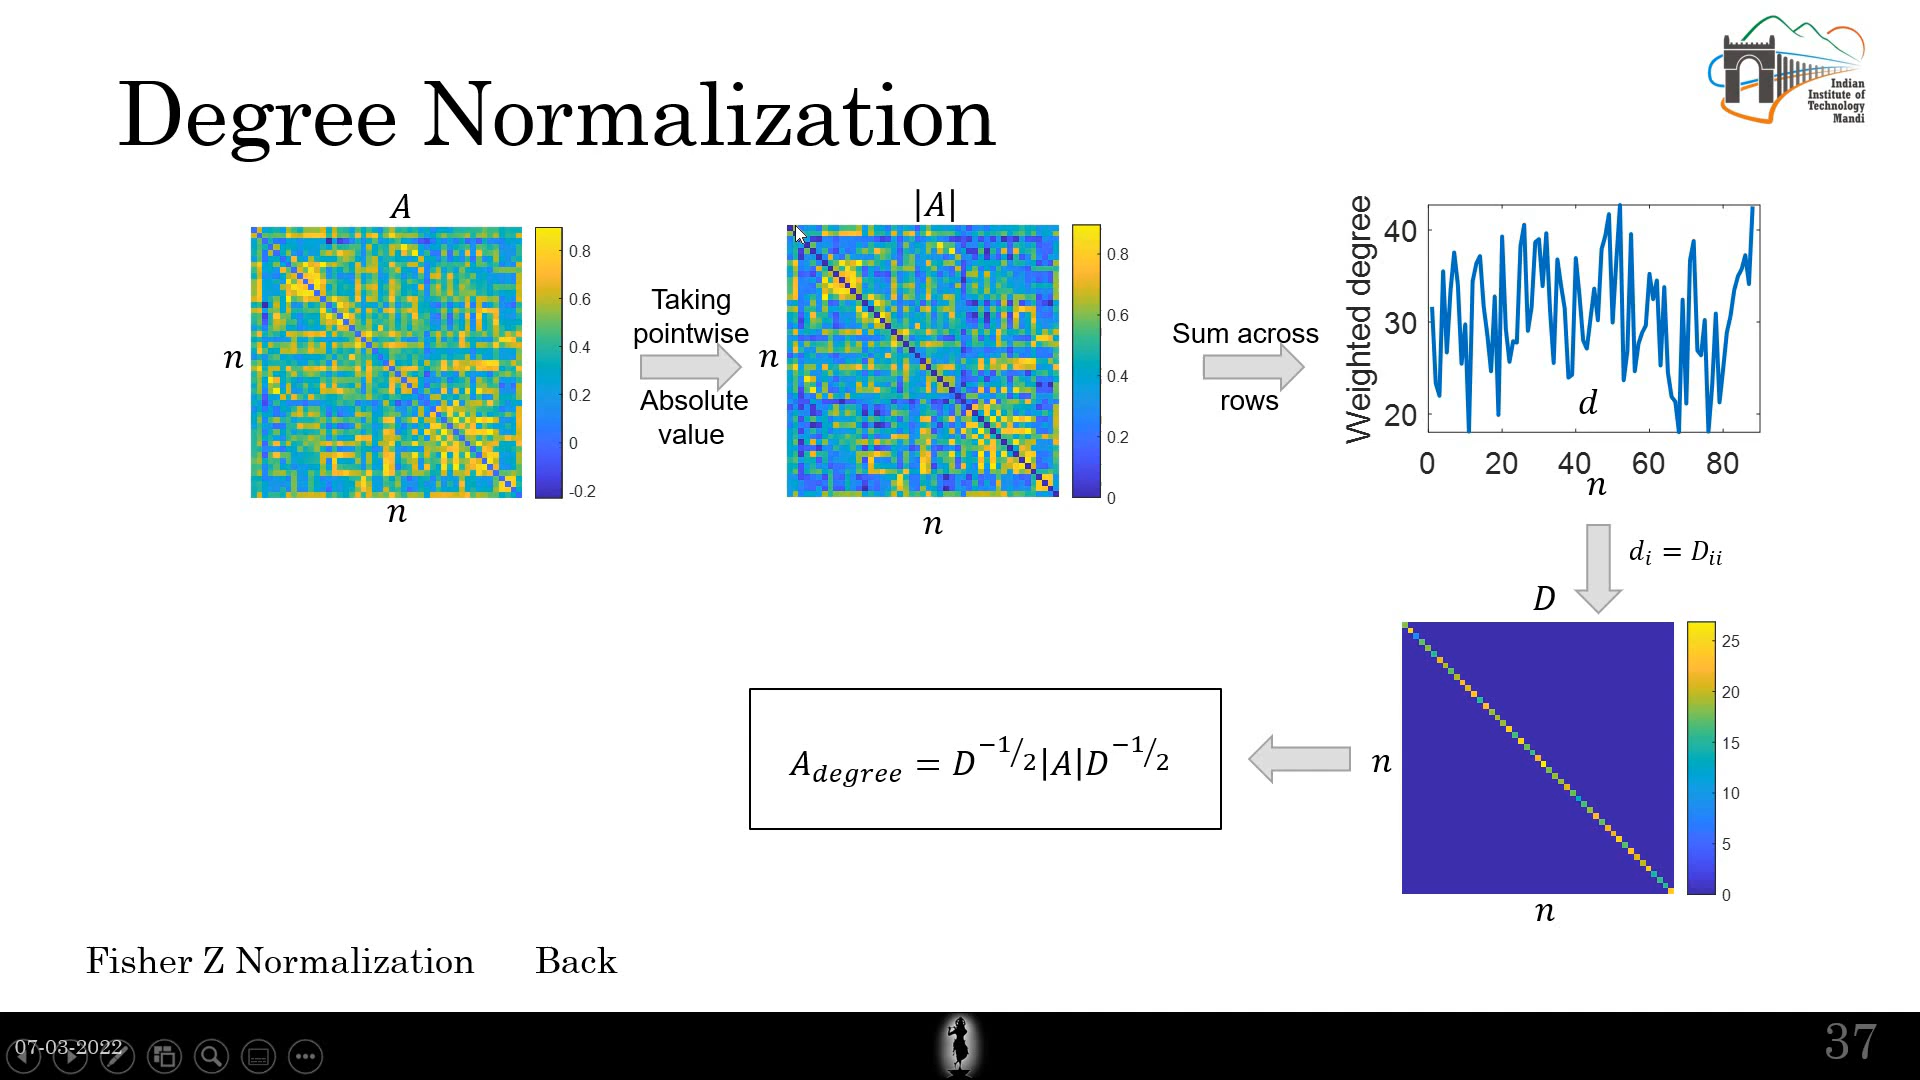 Degree Normalization
Indian
Institute of
Technology
Mandi
A
n
n
0.8
0.6
0.4
0.2
0
-0.2
Taking
pointwise
Absolute
value
|A|
n
n
0.8
0.6
0.4
0.2
0
Sum across
rows
Weighted degree
40
30
20
d
0 20 40 60 80
n
d_i = D_ii
D
n
n
25
20
15
10
5
0
A_degree = D^{-1/2}|A|D^{-1/2}
Fisher Z Normalization Back
07-03-2022
37